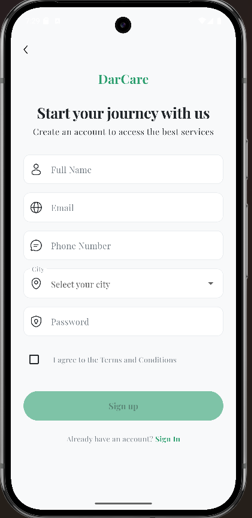 DarCare
Start your journey with us
Create an account to access the best services
Full Name
Email
Phone Number
City
Select your city
Password
I agree to the Terms and Conditions
Sign up
Already have an account? Sign In